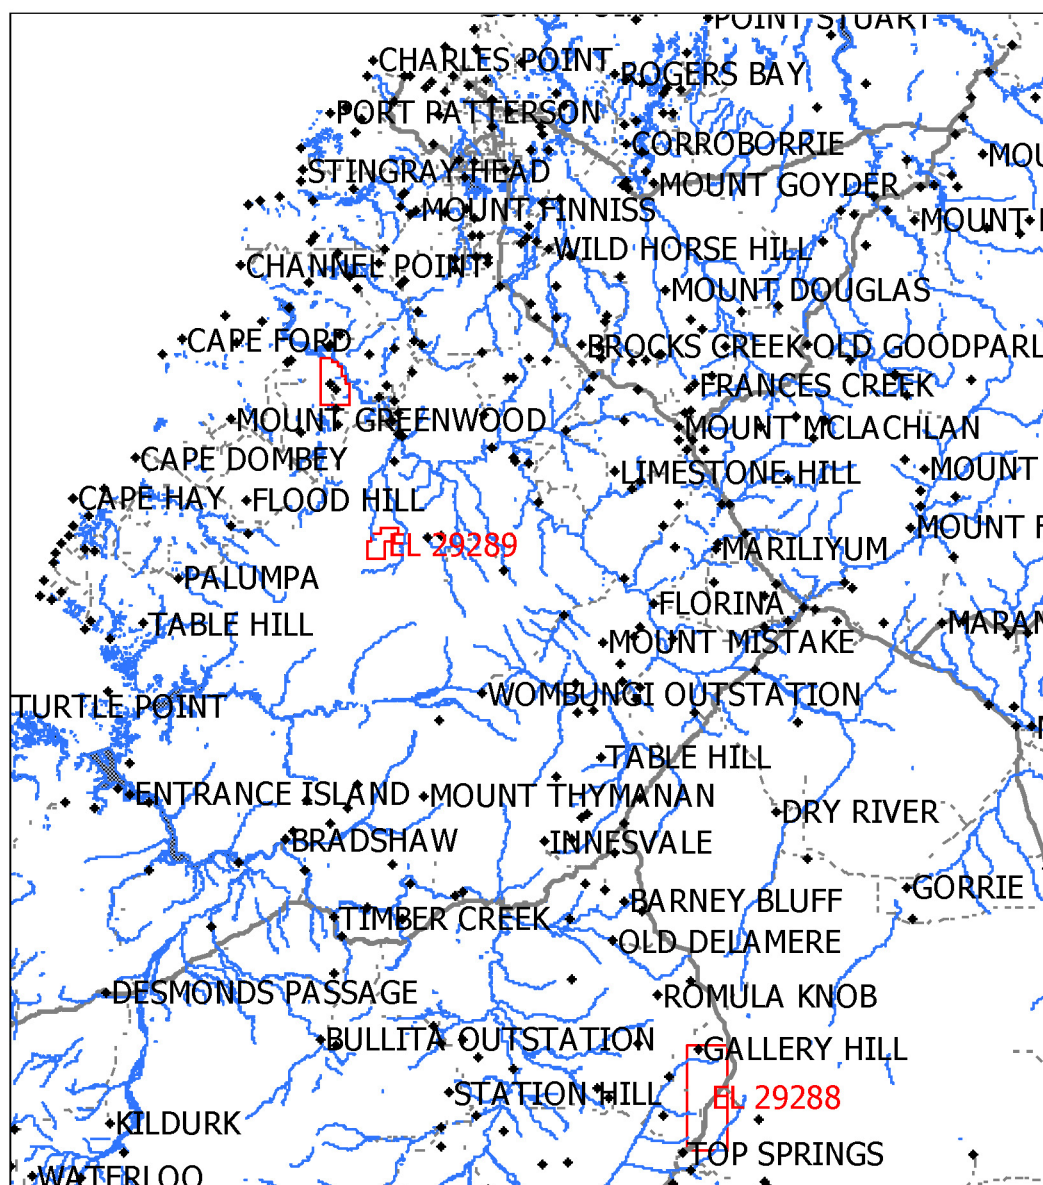 POINT STUART
CHARLES POINT
ROGERS BAY
PORT PATTERSON
CORROBORRIE
STINGRAY HEAD
MOUNT GOYDER
MOUNT FINNISS
WILD HORSE HILL
CHANNEL POINT
MOUNT DOUGLAS
CAPE FORD
BROCKS CREEK
OLD GOODPARL
FRANCES CREEK
MOUNT GREENWOOD
MOUNT MCLACHLAN
CAPE DOMBEY
LIMESTONE HILL
MOUNT
CAPE HAY
FLOOD HILL
MOUNT F
EL 29289
MARILIYUM
PALUMPA
FLORINA
TABLE HILL
MARAN
MOUNT MISTAKE
WOMBUNGI OUTSTATION
TURTLE POINT
TABLE HILL
ENTRANCE ISLAND
MOUNT THYMANAN
DRY RIVER
BRADSHAW
INNESVALE
GORRIE
BARNEY BLUFF
TIMBER CREEK
OLD DELAMERE
DESMONDS PASSAGE
ROMULA KNOB
BULLITA OUTSTATION
GALLERY HILL
STATION HILL
EL 29288
KILDURK
TOP SPRINGS
WATERLOO